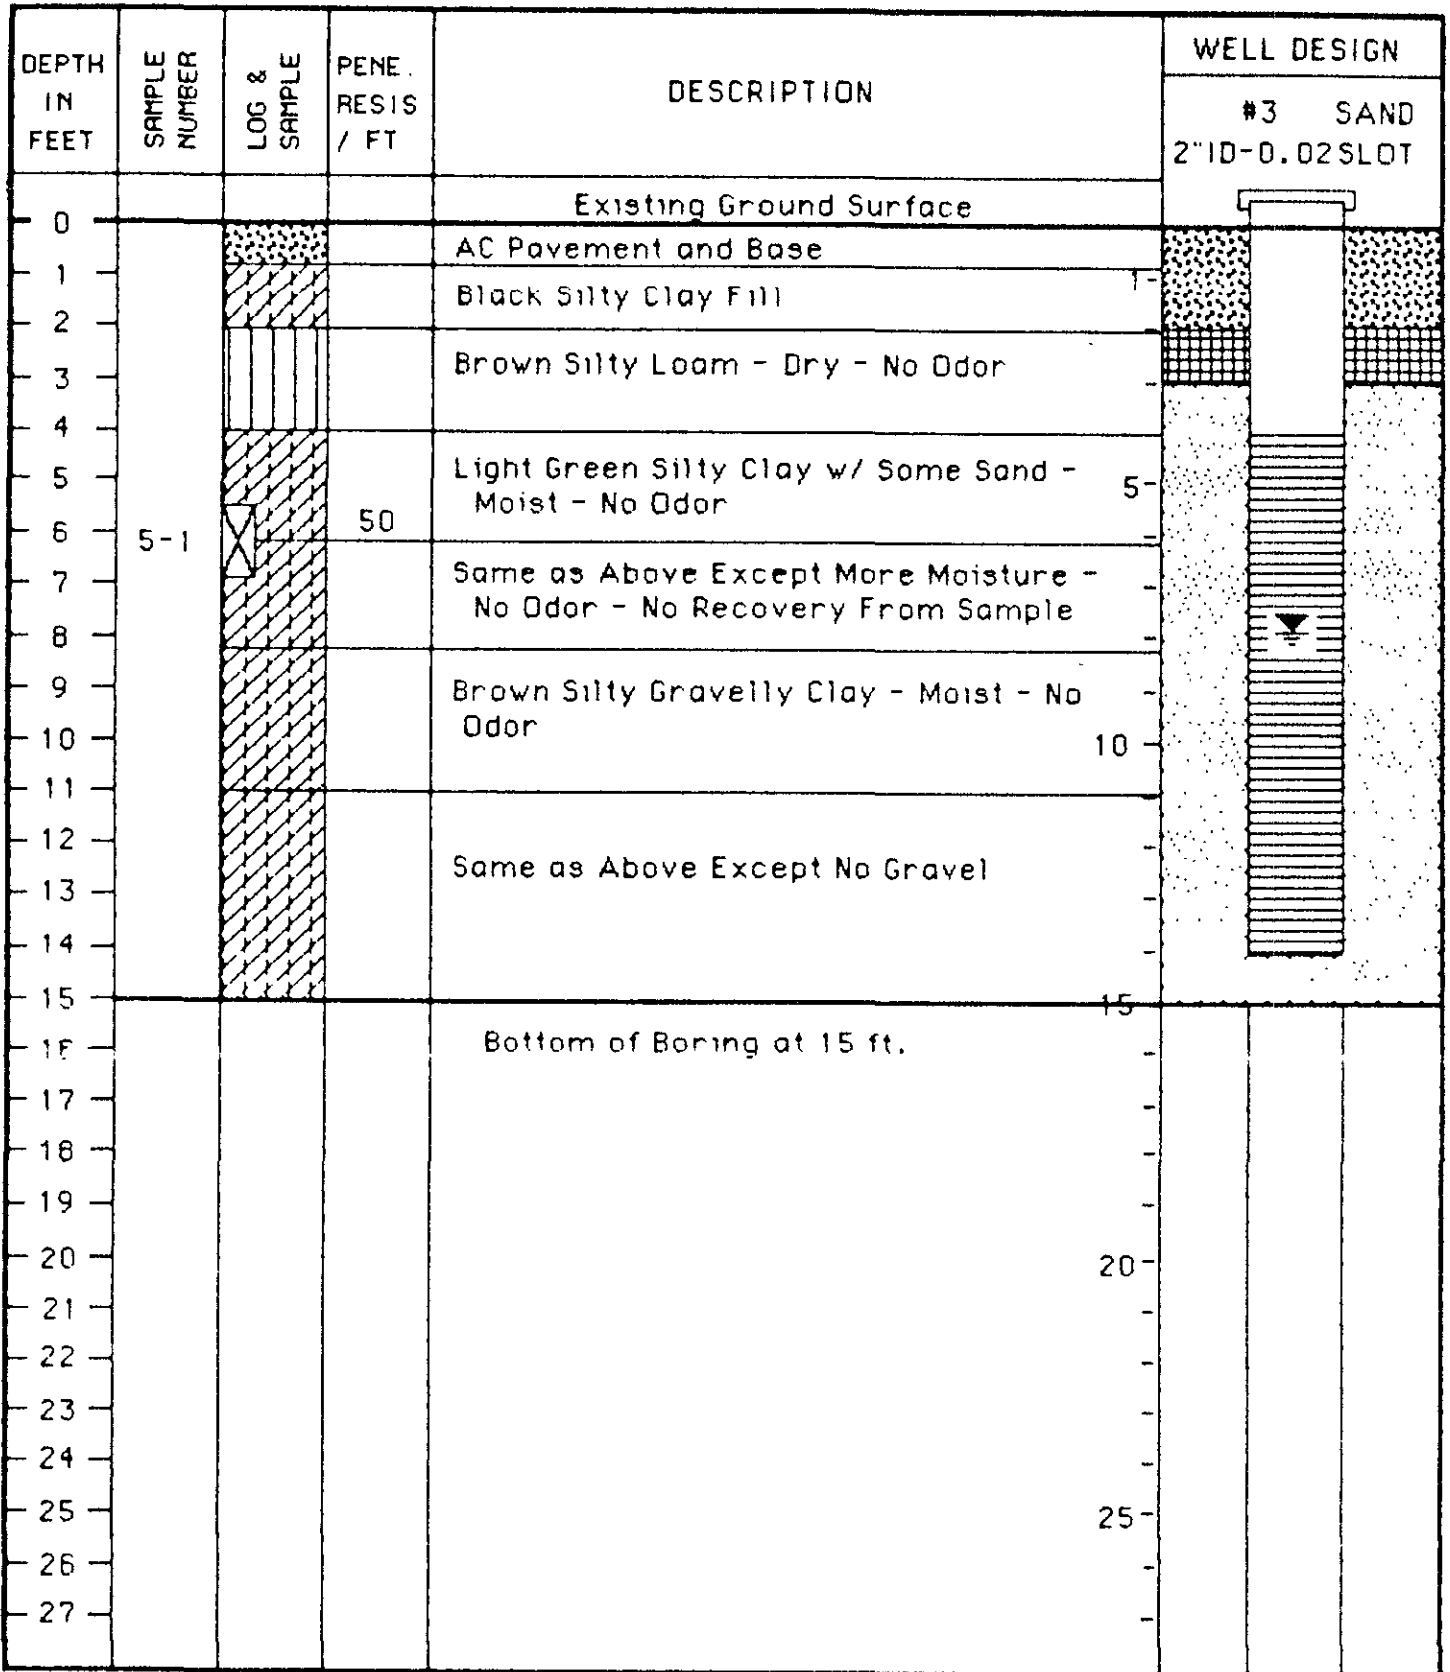 DEPTH
IN
FEET
SAMPLE
NUMBER
LOG &
SAMPLE
PENE.
RESIS
/ FT
DESCRIPTION
WELL DESIGN
#3 SAND
2"ID-0.02SLOT
Existing Ground Surface
0
AC Pavement and Base
1
1-
Black Silty Clay Fill
2
Brown Silty Loam - Dry - No Odor
3
4
Light Green Silty Clay w/ Some Sand -
Moist - No Odor
5
5-
6
5-1
50
Same as Above Except More Moisture -
No Odor - No Recovery From Sample
7
8
Brown Silty Gravelly Clay - Moist - No
Odor
9
10
10
11
12
Same as Above Except No Gravel
13
14
15
15
Bottom of Boring at 15 ft.
17
18
19
20
20
21
22
23
24
25
25
26
27